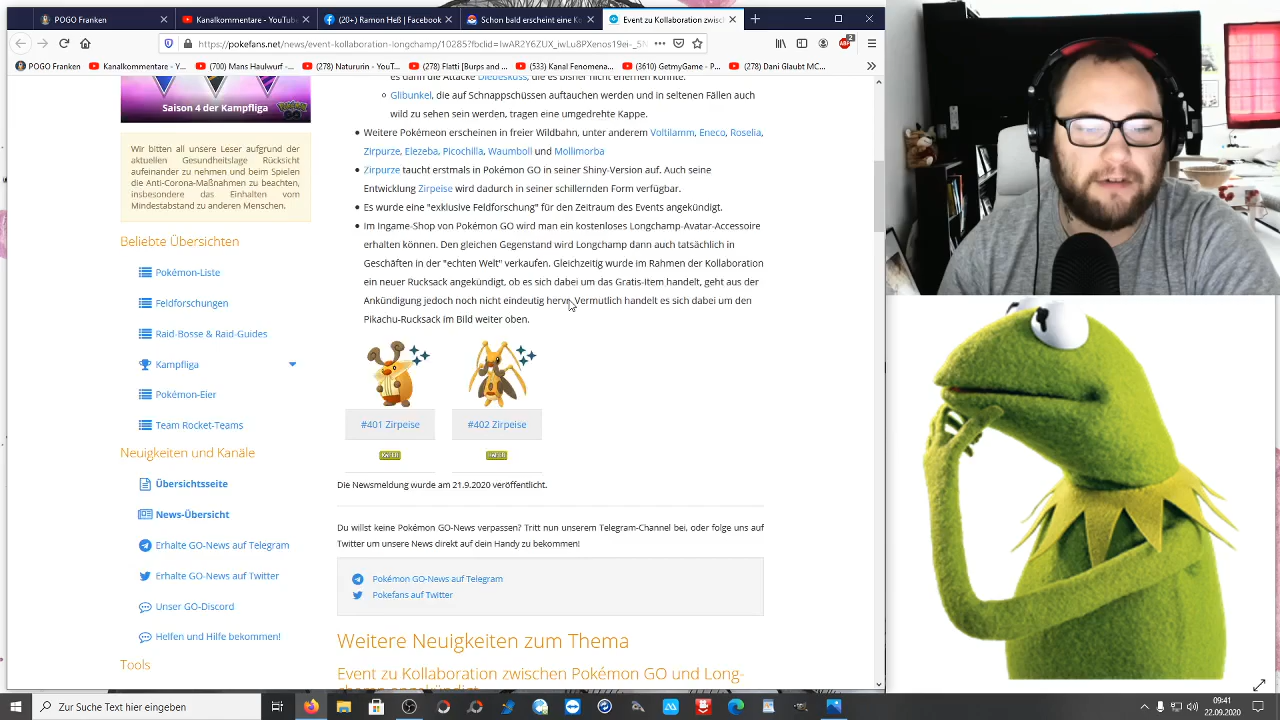 POGO Franken
Kanalkommentare - YouTu
(20+) Ramon Heß | Facebook
Schon bald erscheint eine Ko
Event zu Kollaboration zwisc
https://pokefans.net/news/event-kollaboration-longchamp/10285?fbclid=IwAR2Y6ZUX_iwLu8PXenos19ei-_5N
POGO Franken
Kanalkommentare - Y...
(700) Mans Haulwurf -...
(278) Natururin - YouT...
(278) Flatti [Burps and ...
(533) Kanal Fenomena...
(670) GetmyGame - P...
(278) Dani Glaubt MC...
Saison 4 der Kampfliga
Wir bitten all unsere Leser aufgrund der
aktuellen Gesundheitslage Rücksicht
aufeinander zu nehmen und beim Spielen
die Anti-Corona-Maßnahmen zu beachten,
insbesondere das Einhalten vom
Mindestabstand zu anderen Menschen.
Beliebte Übersichten
Pokémon-Liste
Feldforschungen
Raid-Bosse & Raid-Guides
Kampfliga
Pokémon-Eier
Team Rocket-Teams
Neuigkeiten und Kanäle
Übersichtsseite
News-Übersicht
Erhalte GO-News auf Telegram
Erhalte GO-News auf Twitter
Unser GO-Discord
Helfen und Hilfe bekommen!
Tools
es dann die Attacke Diebeskuss, die es bisher nicht erlernen konnte.
Glibunkel, die auf Schnappschüssen auftauchen werden und in seltenen Fällen auch
wild zu sehen sein werden, tragen eine umgedrehte Kappe.
Weitere Pokémeon erscheinen in freier Wildbahn, unter anderem Voltilamm, Eneco, Roselia,
Zirpurze, Elezeba, Picochilla, Waumboll und Mollimorba
Zirpurze taucht erstmals in Pokémon GO in seiner Shiny-Version auf. Auch seine
Entwicklung Zirpeise wird dadurch in seiner schillernden Form verfügbar.
Es wurde eine "exklusive Feldforschung" für den Zeitraum des Events angekündigt.
Im Ingame-Shop von Pokémon GO wird man ein kostenloses Longchamp-Avatar-Accessoire
erhalten können. Den gleichen Gegenstand wird Longchamp dann auch tatsächlich in
Geschäften in der "echten Welt" verkaufen. Gleichzeitig wurde im Rahmen der Kollaboration
ein neuer Rucksack angekündigt, ob es sich dabei um das Gratis-Item handelt, geht aus der
Ankündigung jedoch noch nicht eindeutig hervor. Vermutlich handelt es sich dabei um den
Pikachu-Rucksack im Bild weiter oben.
#401 Zirpeise
#402 Zirpeise
KÄFER
KÄFER
Die Newsmeldung wurde am 21.9.2020 veröffentlicht.
Du willst keine Pokémon GO-News verpassen? Tritt nun unserem Telegram-Channel bei, oder folge uns auf
Twitter um unsere News direkt auf dein Handy zu bekommen!
Pokémon GO-News auf Telegram
Pokefans auf Twitter
Weitere Neuigkeiten zum Thema
Event zu Kollaboration zwischen Pokémon GO und Long-
champ angekündigt
Zur Suche Text hier eingeben
09:41
22.09.2020